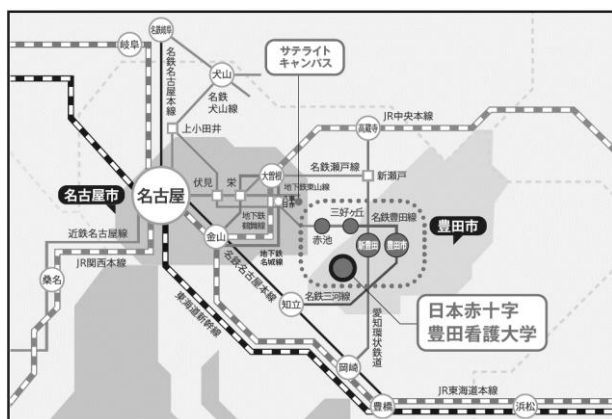 名鉄岐阜
岐阜
サテライト
キャンパス
犬山
名鉄名古屋本線
名鉄
犬山線
JR中央本線
上小田井
高蔵寺
大曽根
名鉄瀬戸線
新瀬戸
伏見
栄
地下鉄東山線
名古屋市
名古屋
地下鉄
鶴舞線
三好ヶ丘
名鉄豊田線
豊田市
赤池
新豊田
豊田市
近鉄名古屋線
金山
地下鉄
名城線
JR関西本線
名鉄名古屋本線
桑名
東海道新幹線
知立
名鉄三河線
愛知環状鉄道
日本赤十字
豊田看護大学
岡崎
JR東海道本線
豊橋
浜松